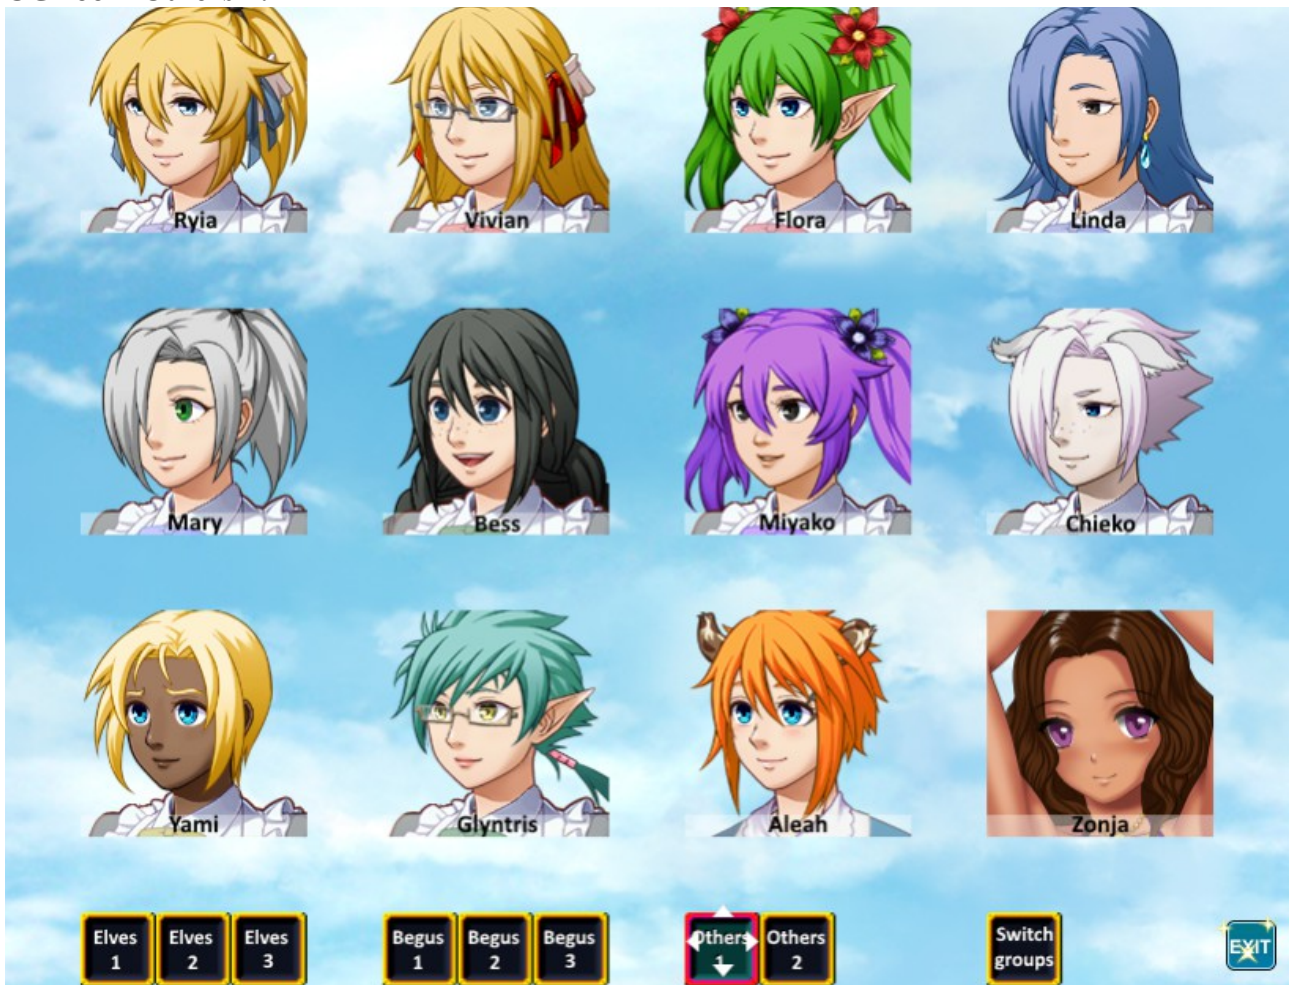 Ryia
Vivian
Flora
Linda
Mary
Bess
Miyako
Chieko
Yami
Glyntris
Aleah
Zonja
Elves
1
Elves
2
Elves
3
Begus
1
Begus
2
Begus
3
Others
1
Others
2
Switch
groups
EXIT